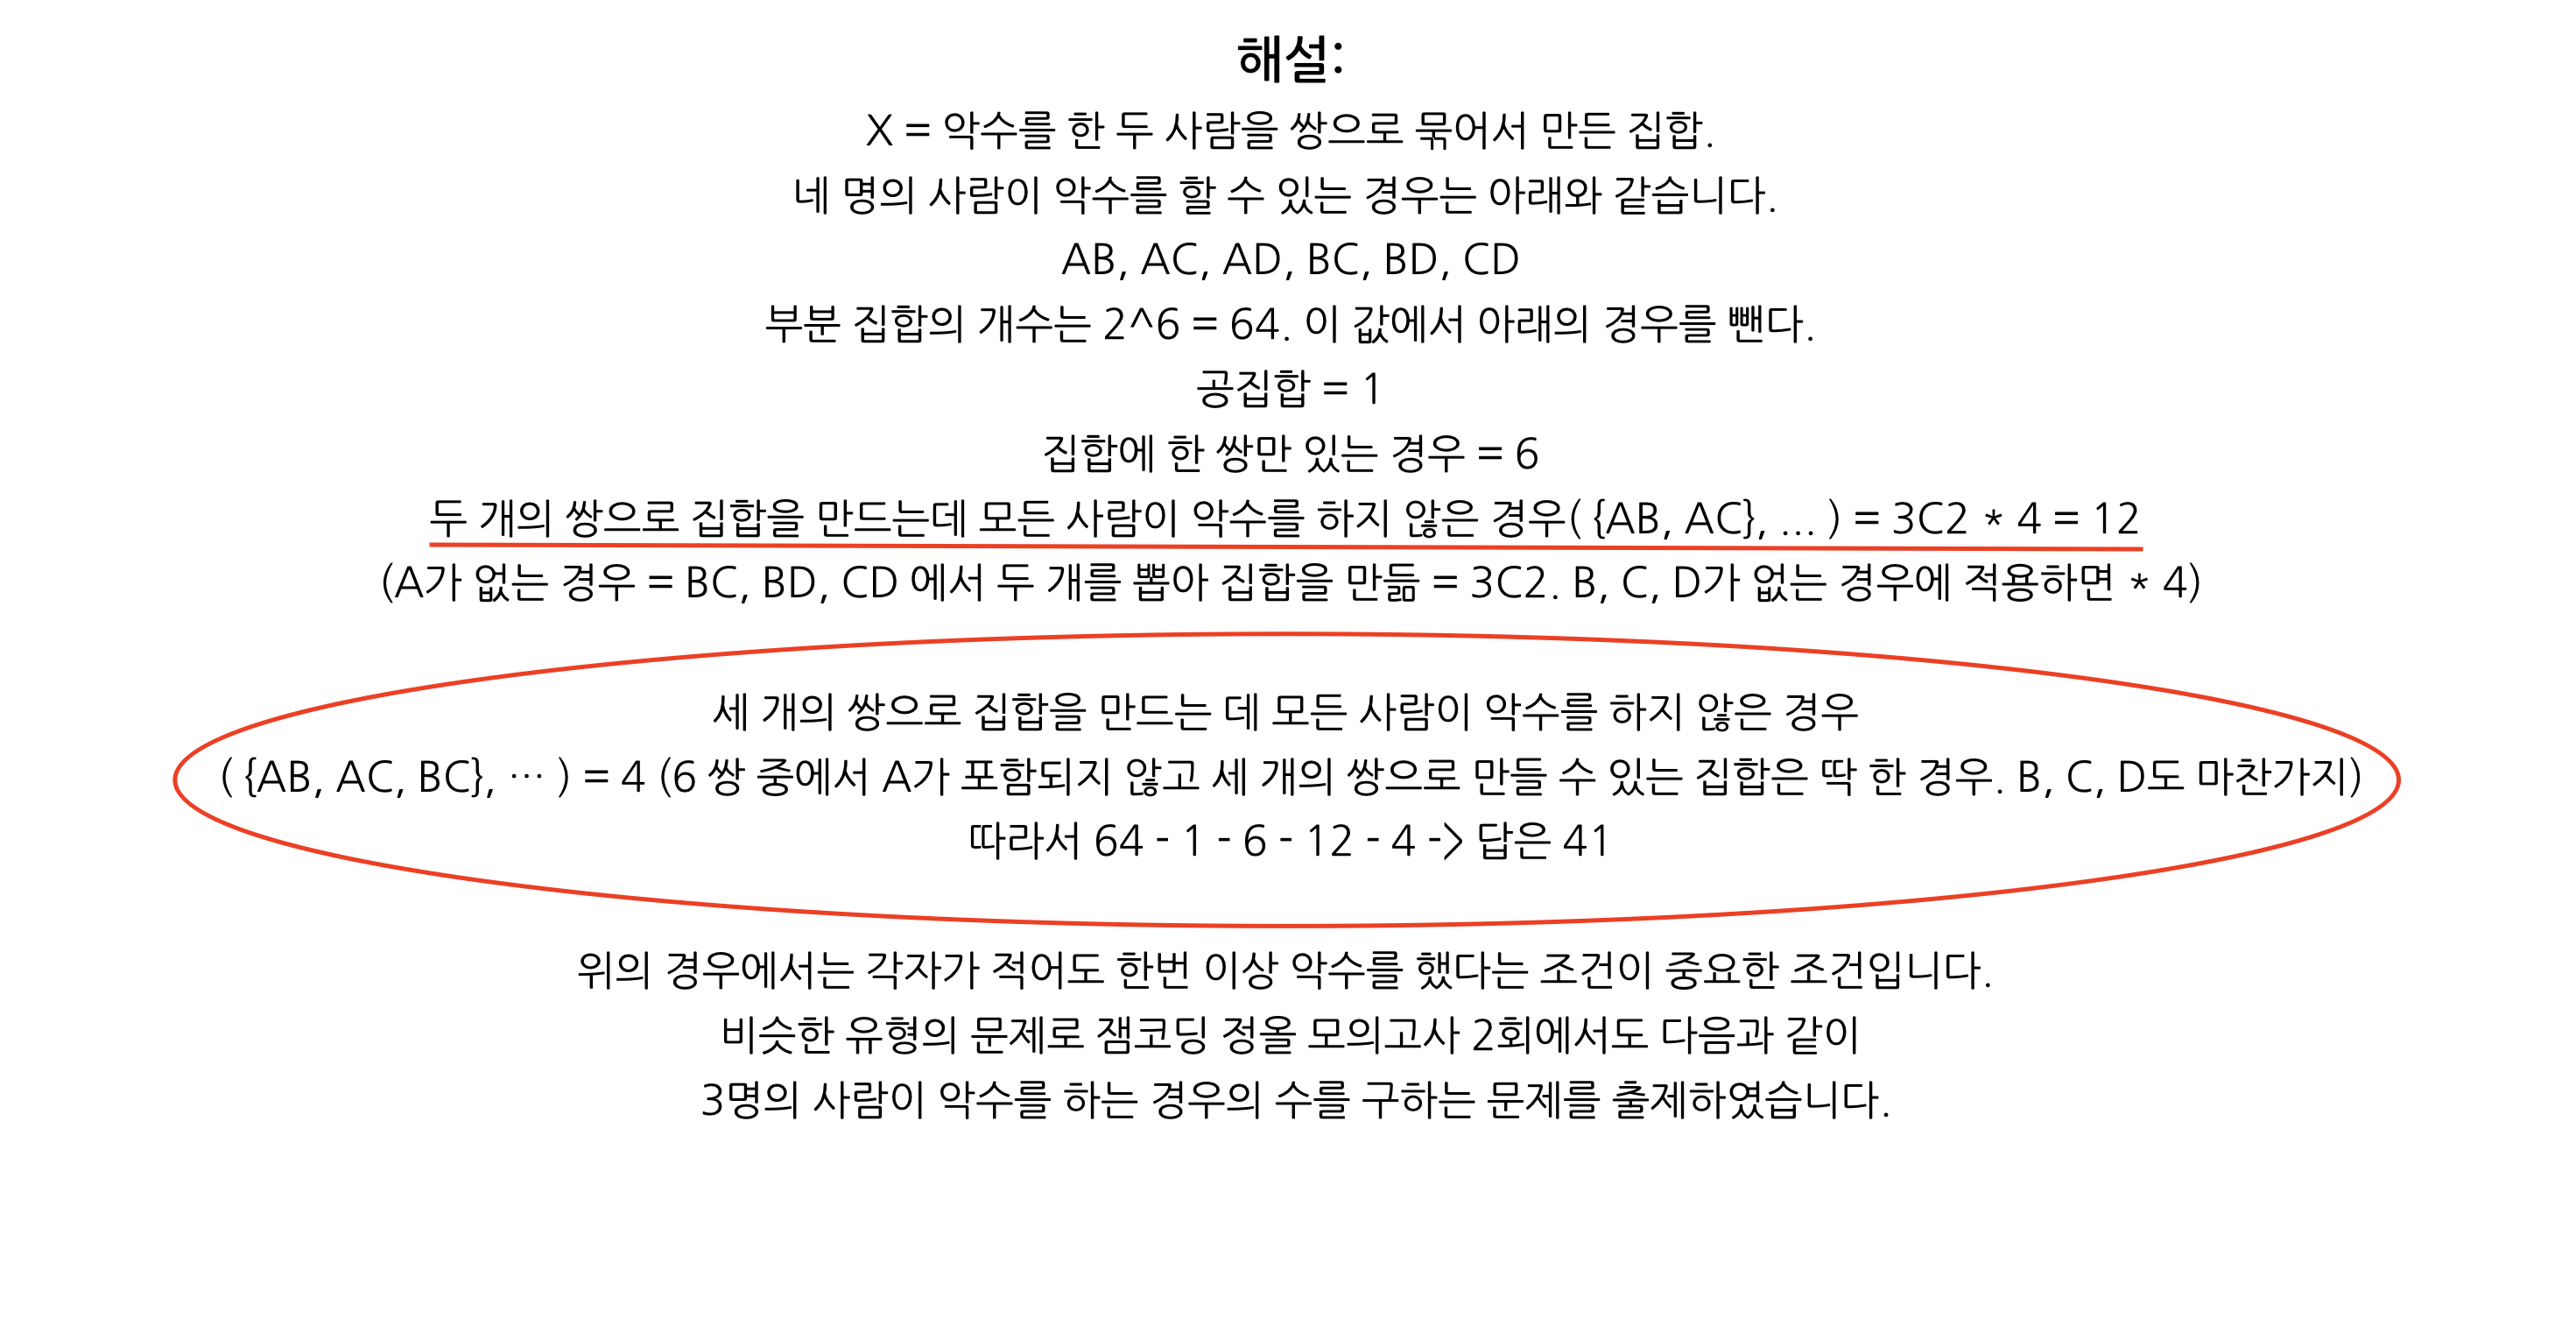 해설:
X = 악수를 한 두 사람을 쌍으로 묶어서 만든 집합.
네 명의 사람이 악수를 할 수 있는 경우는 아래와 같습니다.
AB, AC, AD, BC, BD, CD
부분 집합의 개수는 2^6 = 64. 이 값에서 아래의 경우를 뺀다.
공집합 = 1
집합에 한 쌍만 있는 경우 = 6
두 개의 쌍으로 집합을 만드는데 모든 사람이 악수를 하지 않은 경우( {AB, AC}, ... ) = 3C2 * 4 = 12
(A가 없는 경우 = BC, BD, CD 에서 두 개를 뽑아 집합을 만듦 = 3C2. B, C, D가 없는 경우에 적용하면 * 4)
세 개의 쌍으로 집합을 만드는 데 모든 사람이 악수를 하지 않은 경우
( {AB, AC, BC}, ⋯ ) = 4 (6 쌍 중에서 A가 포함되지 않고 세 개의 쌍으로 만들 수 있는 집합은 딱 한 경우. B, C, D도 마찬가지)
따라서 64 - 1 - 6 - 12 - 4 -> 답은 41
위의 경우에서는 각자가 적어도 한번 이상 악수를 했다는 조건이 중요한 조건입니다.
비슷한 유형의 문제로 잼코딩 정올 모의고사 2회에서도 다음과 같이
3명의 사람이 악수를 하는 경우의 수를 구하는 문제를 출제하였습니다.